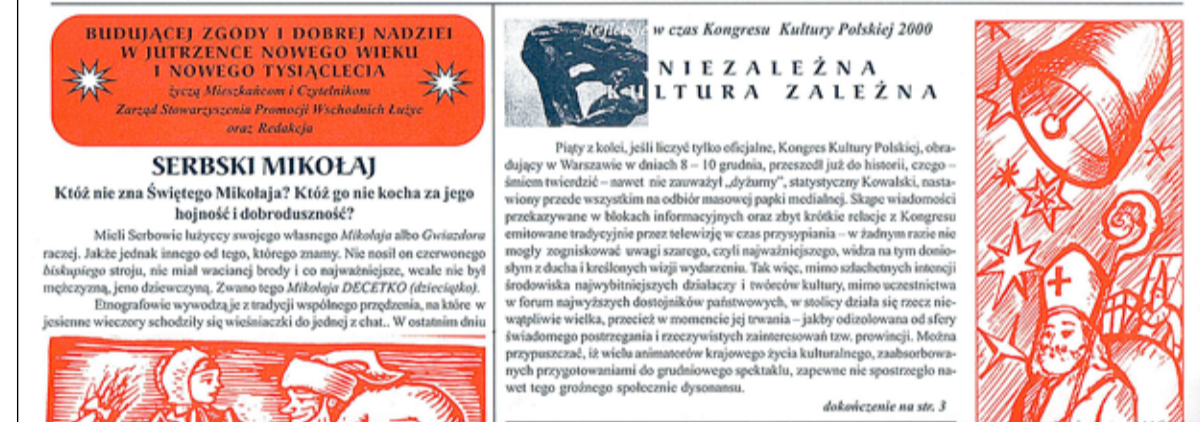 BUDUJĄCEJ ZGODY I DOBREJ NADZIEI
W JUTRZENCE NOWEGO WIEKU
I NOWEGO TYSIĄCLECIA
życzą Mieszkańcom i Czytelnikom
Zarząd Stowarzyszenia Promocji Wschodnich Łużyc
oraz Redakcja
SERBSKI MIKOŁAJ
Któż nie zna Świętego Mikołaja? Któż go nie kocha za jego
hojność i dobroduszność?
Mieli Serbowie łużyccy swojego własnego Mikołaja albo Gwiazdora
raczej. Jakże jednak innego od tego, którego znamy. Nie nosił on czerwonego
biskupiego stroju, nie miał wacianej brody i co najważniejsze, wcale nie był
mężczyzną, jeno dziewczyną. Zwano tego Mikołaja DECETKO (dzieciątko).
Etnografowie wywodzą je z tradycji wspólnego przędzenia, na które w
jesienne wieczory schodziły się wieśniaczki do jednej z chat.. W ostatnim dniu
Refleksje w czas Kongresu Kultury Polskiej 2000
NIEZALEŻNA
KULTURA ZALEŻNA
Piąty z kolei, jeśli liczyć tylko oficjalne, Kongres Kultury Polskiej, obra-
dujący w Warszawie w dniach 8 – 10 grudnia, przeszedł już do historii, czego –
śmiem twierdzić – nawet nie zauważył „dyżurny”, statystyczny Kowalski, nasta-
wiony przede wszystkim na odbiór masowej papki medialnej. Skąpe wiadomości
przekazywane w blokach informacyjnych oraz zbyt krótkie relacje z Kongresu
emitowane tradycyjnie przez telewizję w czas przysypiania – w żadnym razie nie
mogły zogniskować uwagi szarego, czyli najważniejszego, widza na tym donio-
słym z ducha i kreślonych wizji wydarzeniu. Tak więc, mimo szlachetnych intencji
środowiska najwybitniejszych działaczy i twórców kultury, mimo uczestnictwa
w forum najwyższych dostojników państwowych, w stolicy działa się rzecz nie-
wątpliwie wielka, przecież w momencie jej trwania – jakby odizolowana od sfery
świadomego postrzegania i rzeczywistych zainteresowań tzw. prowincji. Można
przypuszczać, iż wielu animatorów krajowego życia kulturalnego, zaabsorbowa-
nych przygotowaniami do grudniowego spektaklu, zapewne nie spostrzegło na-
wet tego groźnego społecznie dysonansu.
dokończenie na str. 3